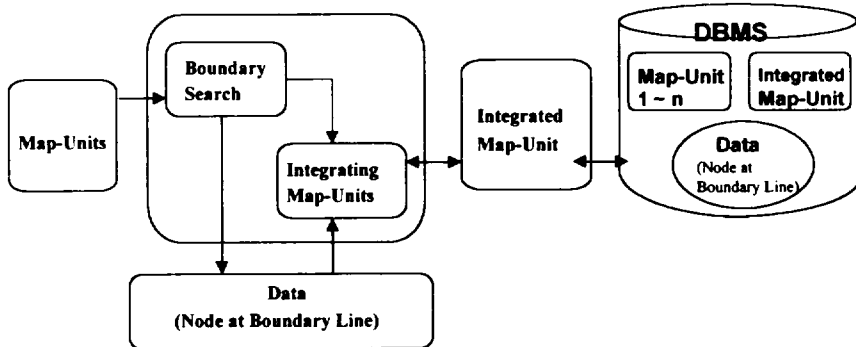 Map-Units
Boundary
Search
Integrating
Map-Units
Data
(Node at Boundary Line)
Integrated
Map-Unit
DBMS
Map-Unit
1 ~ n
Integrated
Map-Unit
Data
(Node at
Boundary Line)